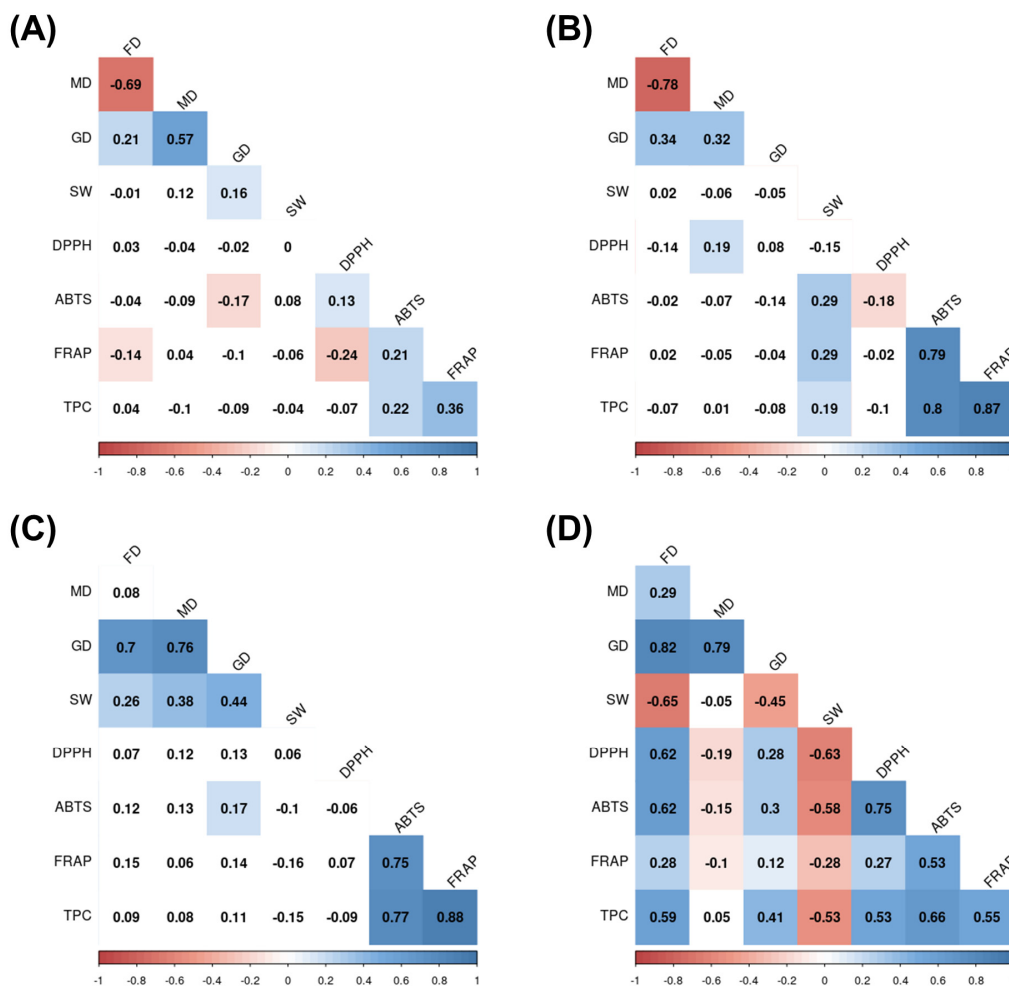 (A)
FD
MD -0.69
MD
GD 0.21 0.57
GD
SW -0.01 0.12 0.16
SW
DPPH 0.03 -0.04 -0.02 0
DPPH
ABTS -0.04 -0.09 -0.17 0.08 0.13
ABTS
FRAP -0.14 0.04 -0.1 -0.06 -0.24 0.21
FRAP
TPC 0.04 -0.1 -0.09 -0.04 -0.07 0.22 0.36
-1 -0.8 -0.6 -0.4 -0.2 0 0.2 0.4 0.6 0.8 1
(B)
FD
MD -0.78
MD
GD 0.34 0.32
GD
SW 0.02 -0.06 -0.05
SW
DPPH -0.14 0.19 0.08 -0.15
DPPH
ABTS -0.02 -0.07 -0.14 0.29 -0.18
ABTS
FRAP 0.02 -0.05 -0.04 0.29 -0.02 0.79
FRAP
TPC -0.07 0.01 -0.08 0.19 -0.1 0.8 0.87
-1 -0.8 -0.6 -0.4 -0.2 0 0.2 0.4 0.6 0.8
(C)
FD
MD 0.08
MD
GD 0.7 0.76
GD
SW 0.26 0.38 0.44
SW
DPPH 0.07 0.12 0.13 0.06
DPPH
ABTS 0.12 0.13 0.17 -0.1 -0.06
ABTS
FRAP 0.15 0.06 0.14 -0.16 0.07 0.75
FRAP
TPC 0.09 0.08 0.11 -0.15 -0.09 0.77 0.88
-1 -0.8 -0.6 -0.4 -0.2 0 0.2 0.4 0.6 0.8 1
(D)
FD
MD 0.29
MD
GD 0.82 0.79
GD
SW -0.65 -0.05 -0.45
SW
DPPH 0.62 -0.19 0.28 -0.63
DPPH
ABTS 0.62 -0.15 0.3 -0.58 0.75
ABTS
FRAP 0.28 -0.1 0.12 -0.28 0.27 0.53
FRAP
TPC 0.59 0.05 0.41 -0.53 0.53 0.66 0.55
-1 -0.8 -0.6 -0.4 -0.2 0 0.2 0.4 0.6 0.8